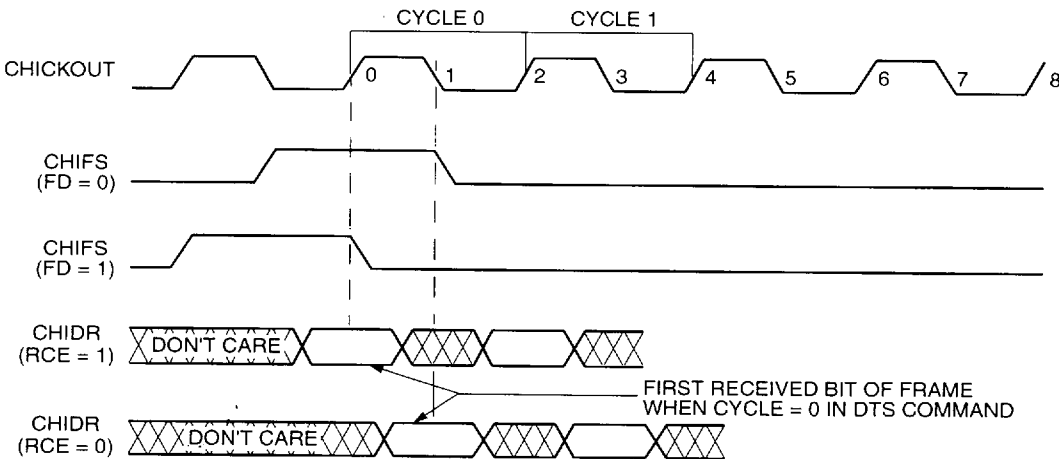 CYCLE 0 CYCLE 1
CHICKOUT
0 1 2 3 4 5 6 7 8
CHIFS
(FD = 0)
CHIFS
(FD = 1)
CHIDR
(RCE = 1)
DON'T CARE
FIRST RECEIVED BIT OF FRAME
WHEN CYCLE = 0 IN DTS COMMAND
CHIDR
(RCE = 0)
DON'T CARE